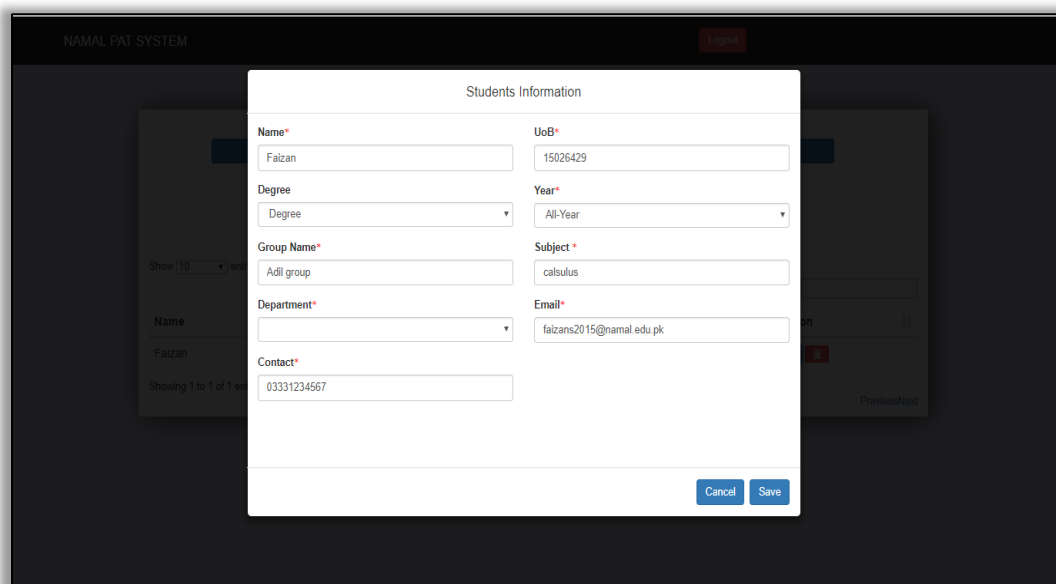 NAMAL PAT SYSTEM
Logout
Students Information
Name*
UoB*
Faizan
15026429
Degree
Year*
Degree
All-Year
Group Name*
Subject *
Adil group
calsulus
Department*
Email*
faizans2015@namal.edu.pk
Contact*
03331234567
Cancel
Save
Show 10
Name
Faizan
Showing 1 to 1 of 1
PreviousNext